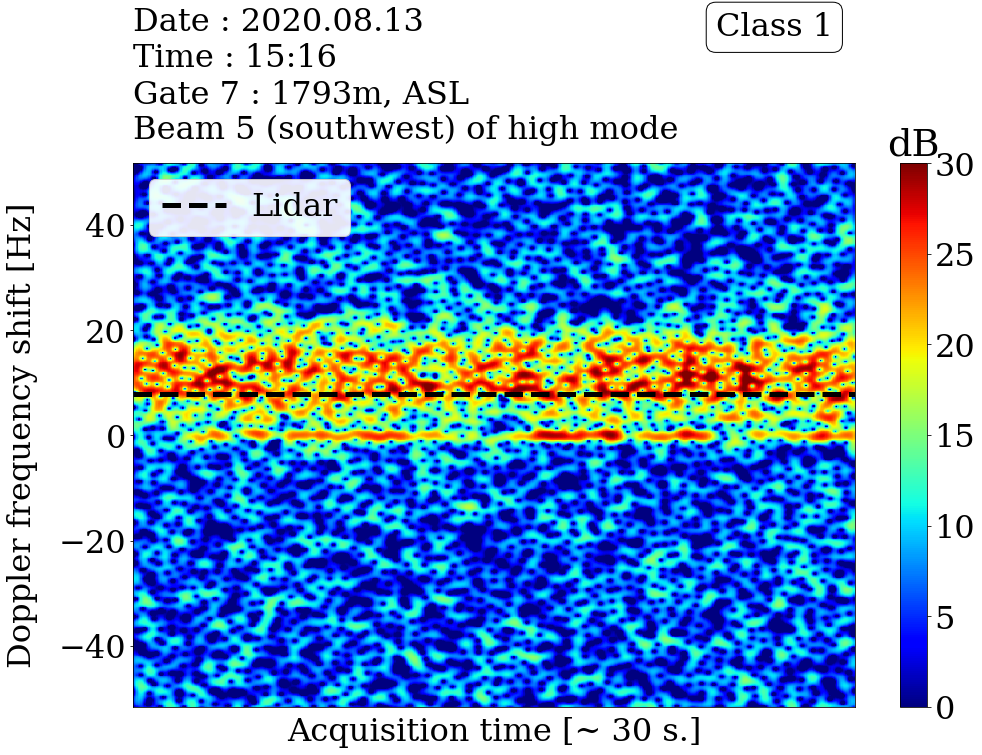 Date : 2020.08.13
Time : 15:16
Gate 7 : 1793m, ASL
Beam 5 (southwest) of high mode
Class 1
dB
Lidar
Doppler frequency shift [Hz]
40
20
0
−20
−40
30
25
20
15
10
5
0
Acquisition time [~ 30 s.]